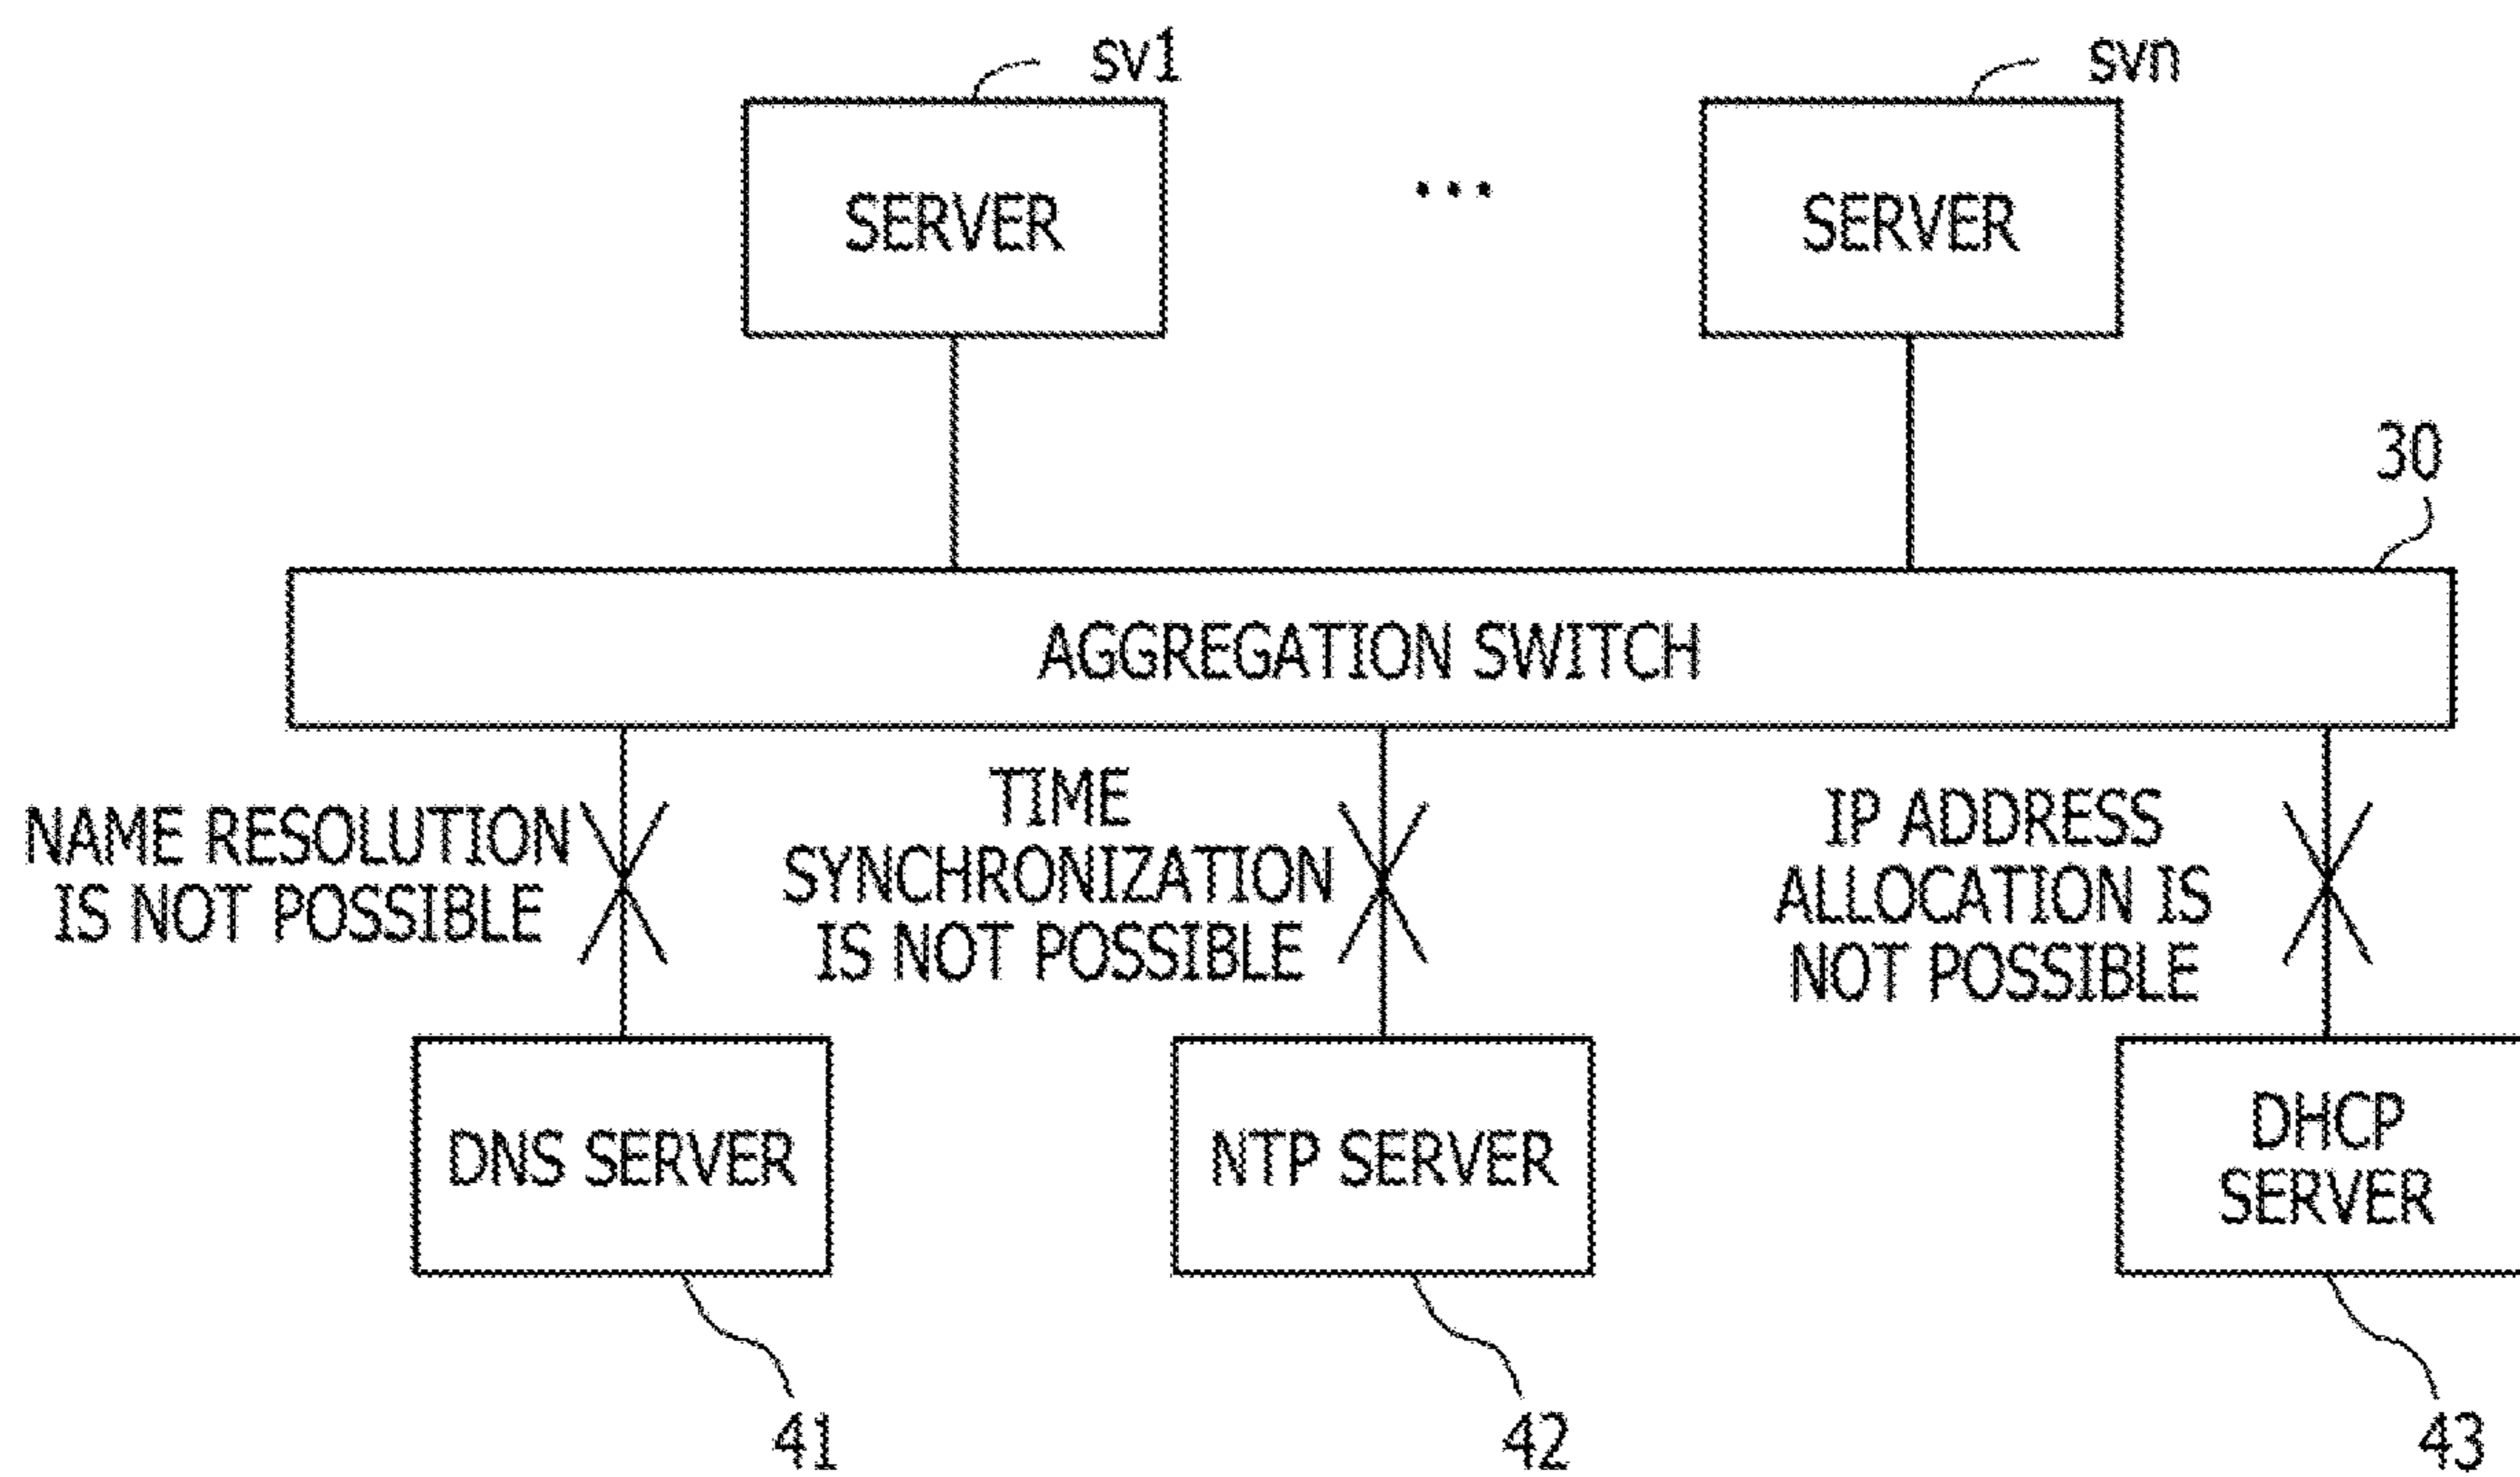 sv1
svn
SERVER
...
SERVER
30
AGGREGATION SWITCH
NAME RESOLUTION
IS NOT POSSIBLE
TIME
SYNCHRONIZATION
IS NOT POSSIBLE
IP ADDRESS
ALLOCATION IS
NOT POSSIBLE
DNS SERVER
NTP SERVER
DHCP
SERVER
41
42
43